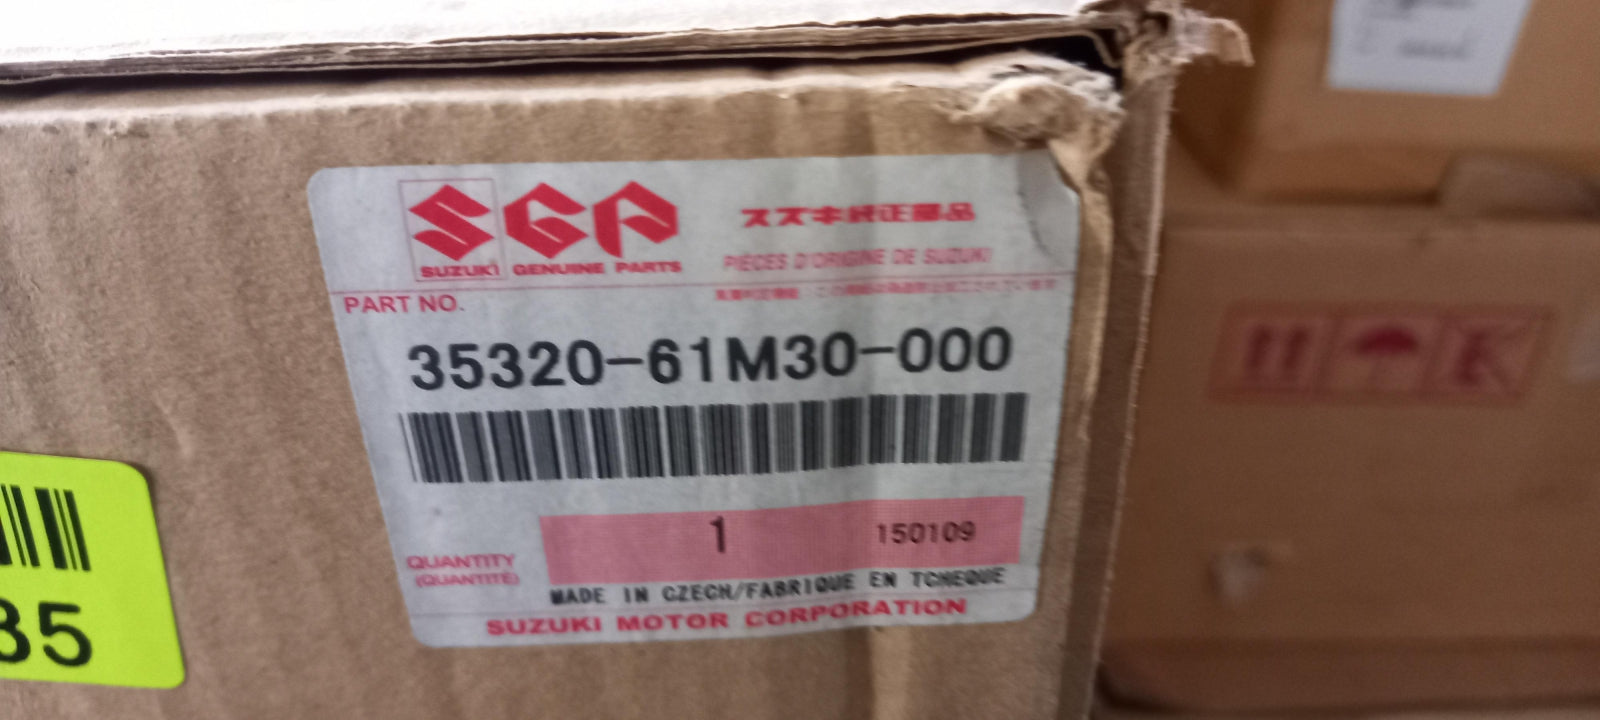 SGP
SUZUKI GENUINE PARTS
スズキ純正部品
PIÈCES D'ORIGINE DE SUZUKI
PART NO.
35320-61M30-000
1 150109
QUANTITY
(QUANTITÉ)
MADE IN CZECH/FABRIQUE EN TCHEQUE
SUZUKI MOTOR CORPORATION
35